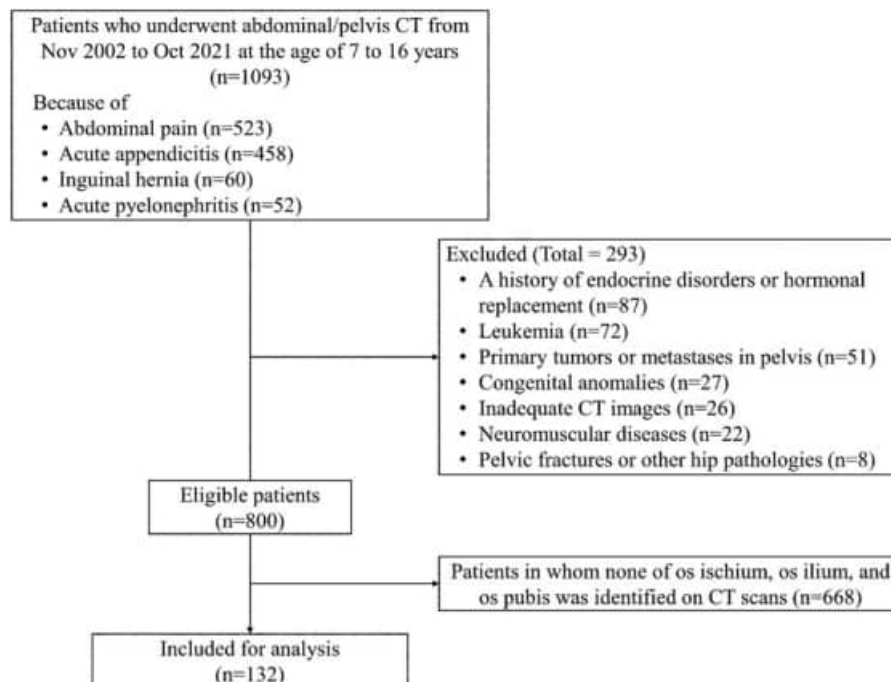 Patients who underwent abdominal/pelvis CT from
Nov 2002 to Oct 2021 at the age of 7 to 16 years
(n=1093)
Because of
• Abdominal pain (n=523)
• Acute appendicitis (n=458)
• Inguinal hernia (n=60)
• Acute pyelonephritis (n=52)
Excluded (Total = 293)
• A history of endocrine disorders or hormonal
replacement (n=87)
• Leukemia (n=72)
• Primary tumors or metastases in pelvis (n=51)
• Congenital anomalies (n=27)
• Inadequate CT images (n=26)
• Neuromuscular diseases (n=22)
• Pelvic fractures or other hip pathologies (n=8)
Eligible patients
(n=800)
Patients in whom none of os ischium, os ilium, and
os pubis was identified on CT scans (n=668)
Included for analysis
(n=132)